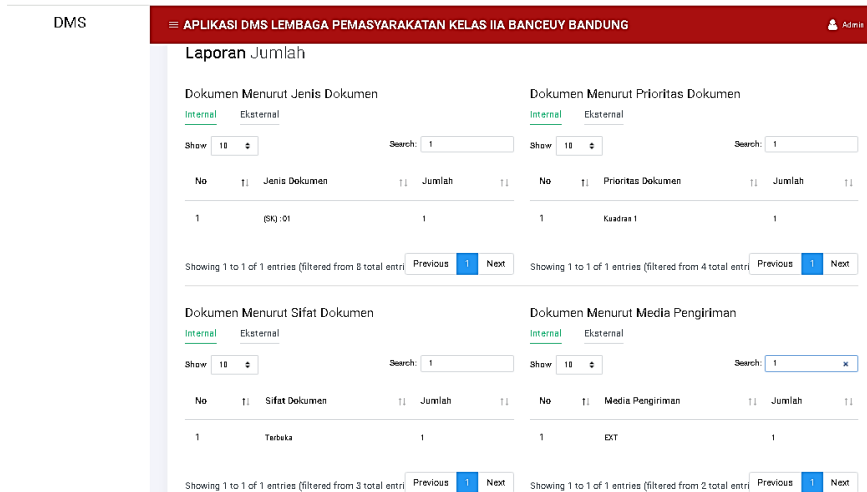 DMS
≡ APLIKASI DMS LEMBAGA PEMASYARAKATAN KELAS IIA BANCEUY BANDUNG
Admin
Laporan Jumlah
Dokumen Menurut Jenis Dokumen
Internal Eksternal
Show 10 Search: 1
No Jenis Dokumen Jumlah
1 (SK) : 01 1
Showing 1 to 1 of 1 entries (filtered from 8 total entri
Previous 1 Next
Dokumen Menurut Prioritas Dokumen
Internal Eksternal
Show 10 Search: 1
No Prioritas Dokumen Jumlah
1 Kuadran 1 1
Showing 1 to 1 of 1 entries (filtered from 4 total entri
Previous 1 Next
Dokumen Menurut Sifat Dokumen
Internal Eksternal
Show 10 Search: 1
No Sifat Dokumen Jumlah
1 Terbuka 1
Showing 1 to 1 of 1 entries (filtered from 3 total entri
Previous 1 Next
Dokumen Menurut Media Pengiriman
Internal Eksternal
Show 10 Search: 1
No Media Pengiriman Jumlah
1 EXT 1
Showing 1 to 1 of 1 entries (filtered from 2 total entri
Previous 1 Next